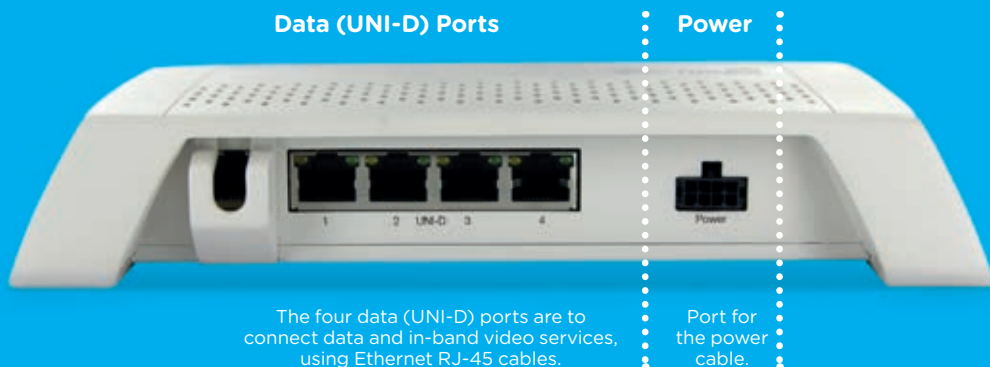 Data (UNI-D) Ports
Power
1 2 UNI-D 3 4
Power
The four data (UNI-D) ports are to
connect data and in-band video services,
using Ethernet RJ-45 cables.
Port for
the power
cable.